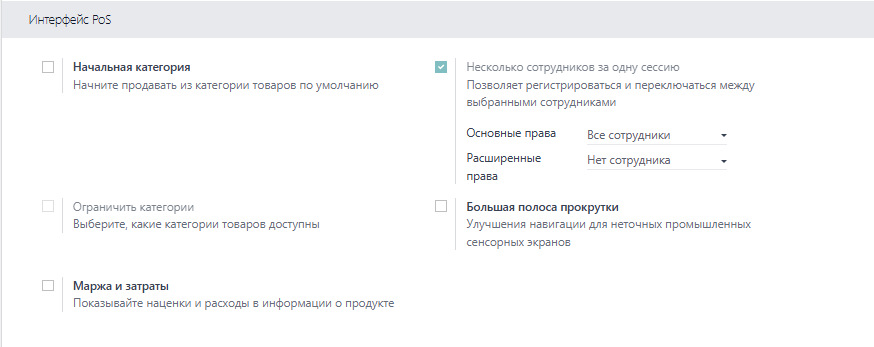 Интерфейс PoS
Начальная категория
Начните продавать из категории товаров по умолчанию
Несколько сотрудников за одну сессию
Позволяет регистрироваться и переключаться между
выбранными сотрудниками
Основные права
Все сотрудники
Расширенные
права
Нет сотрудника
Ограничить категории
Выберите, какие категории товаров доступны
Большая полоса прокрутки
Улучшения навигации для неточных промышленных
сенсорных экранов
Маржа и затраты
Показывайте наценки и расходы в информации о продукте